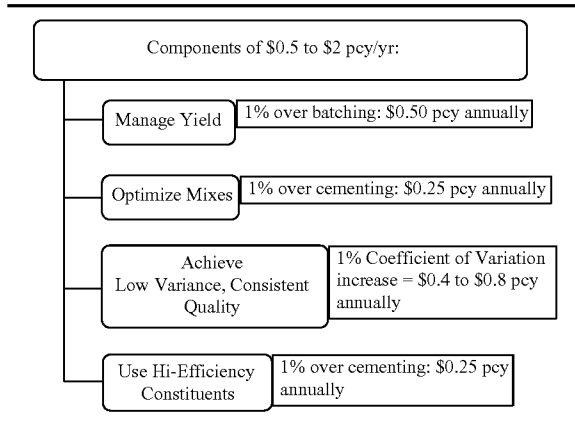 Components of $0.5 to $2 pcy/yr:
Manage Yield
1% over batching: $0.50 pcy annually
Optimize Mixes
1% over cementing: $0.25 pcy annually
Achieve
Low Variance, Consistent
Quality
1% Coefficient of Variation
increase = $0.4 to $0.8 pcy
annually
Use Hi-Efficiency
Constituents
1% over cementing: $0.25 pcy
annually